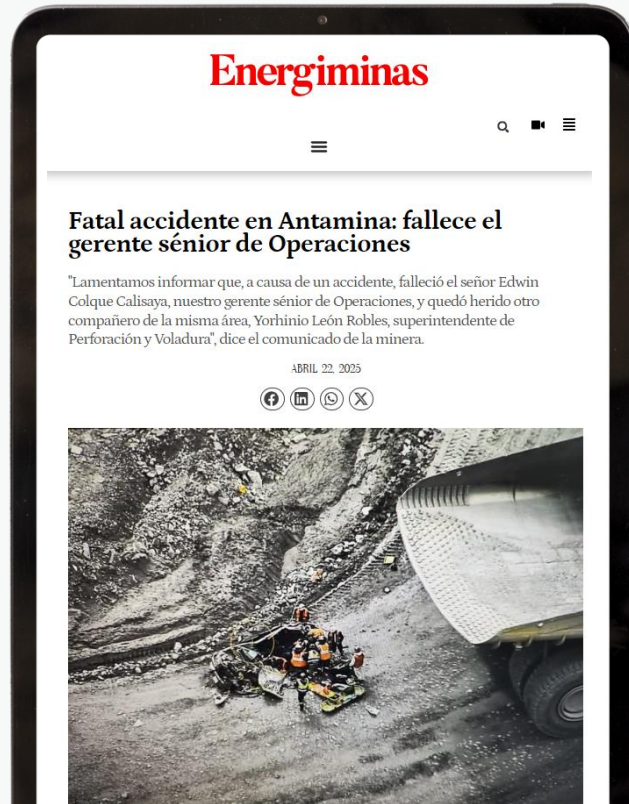 Energiminas
Fatal accidente en Antamina: fallece el
gerente sénior de Operaciones
"Lamentamos informar que, a causa de un accidente, falleció el señor Edwin
Colque Calisaya, nuestro gerente sénior de Operaciones, y quedó herido otro
compañero de la misma área, Yorhinio León Robles, superintendente de
Perforación y Voladura", dice el comunicado de la minera.
ABRIL 22, 2025